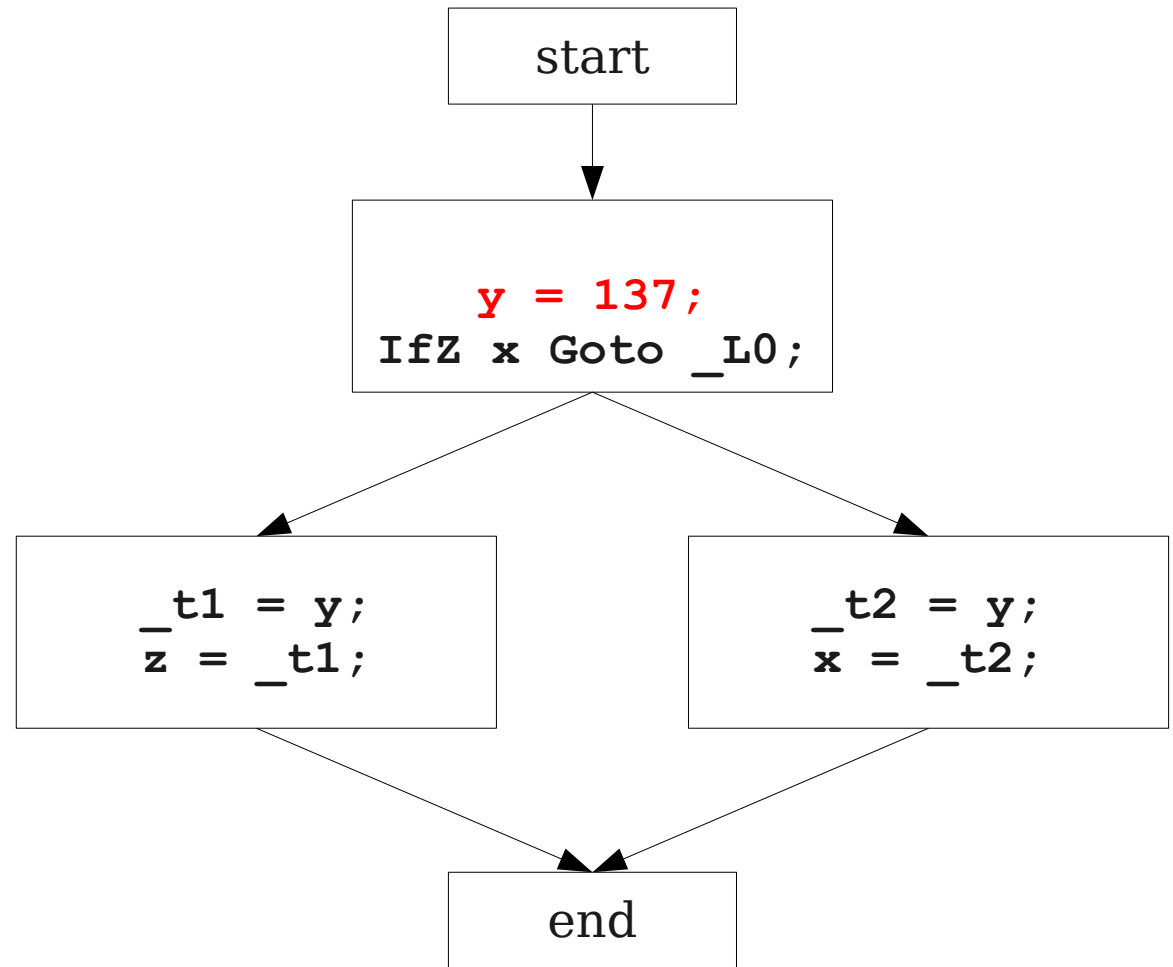 start
y = 137;
IfZ x Goto _L0;
_t1 = y;
z = _t1;
_t2 = y;
x = _t2;
end